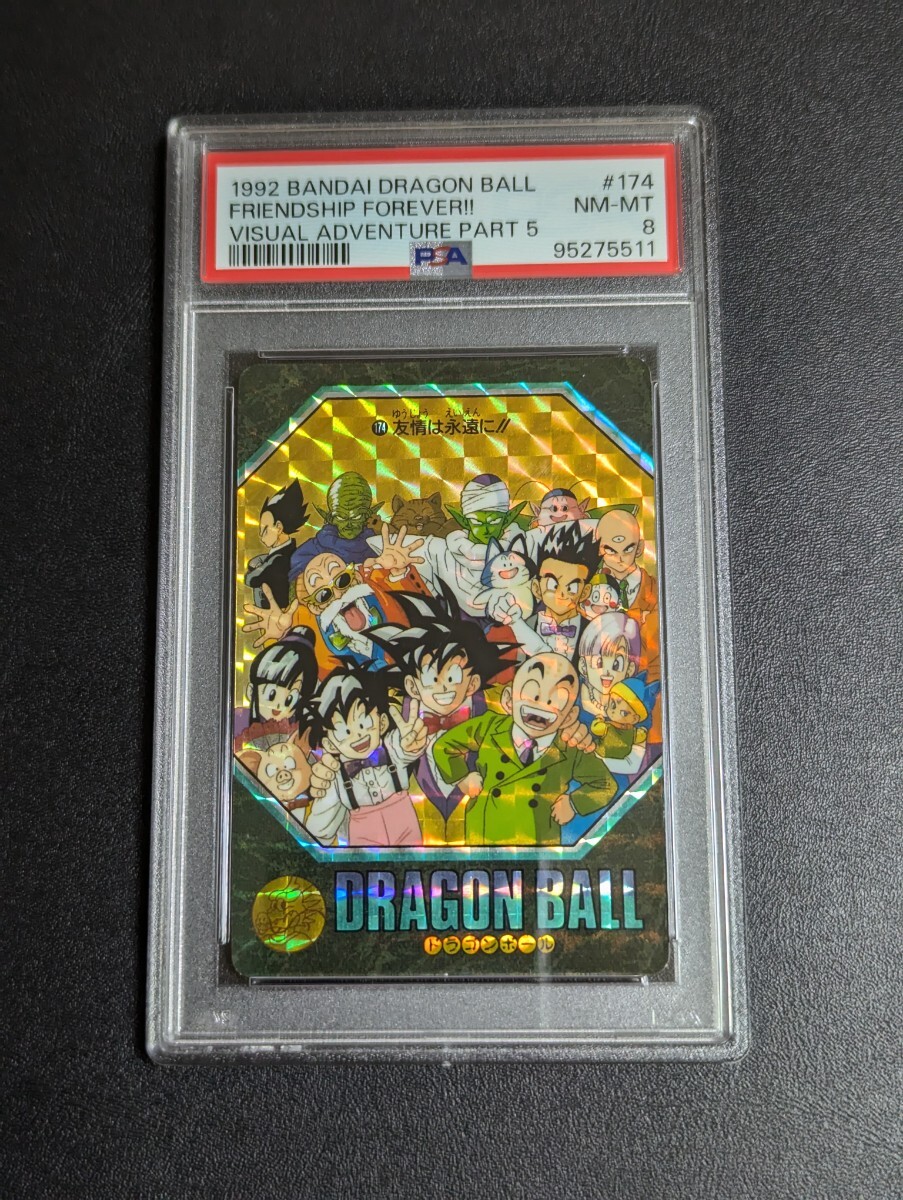 1992 BANDAI DRAGON BALL #174
FRIENDSHIP FOREVER!! NM-MT
VISUAL ADVENTURE PART 5 8
PSA 95275511
ゆうじょう えいえん
174 友情は永遠に!!
DRAGON BALL
ドラゴンボール